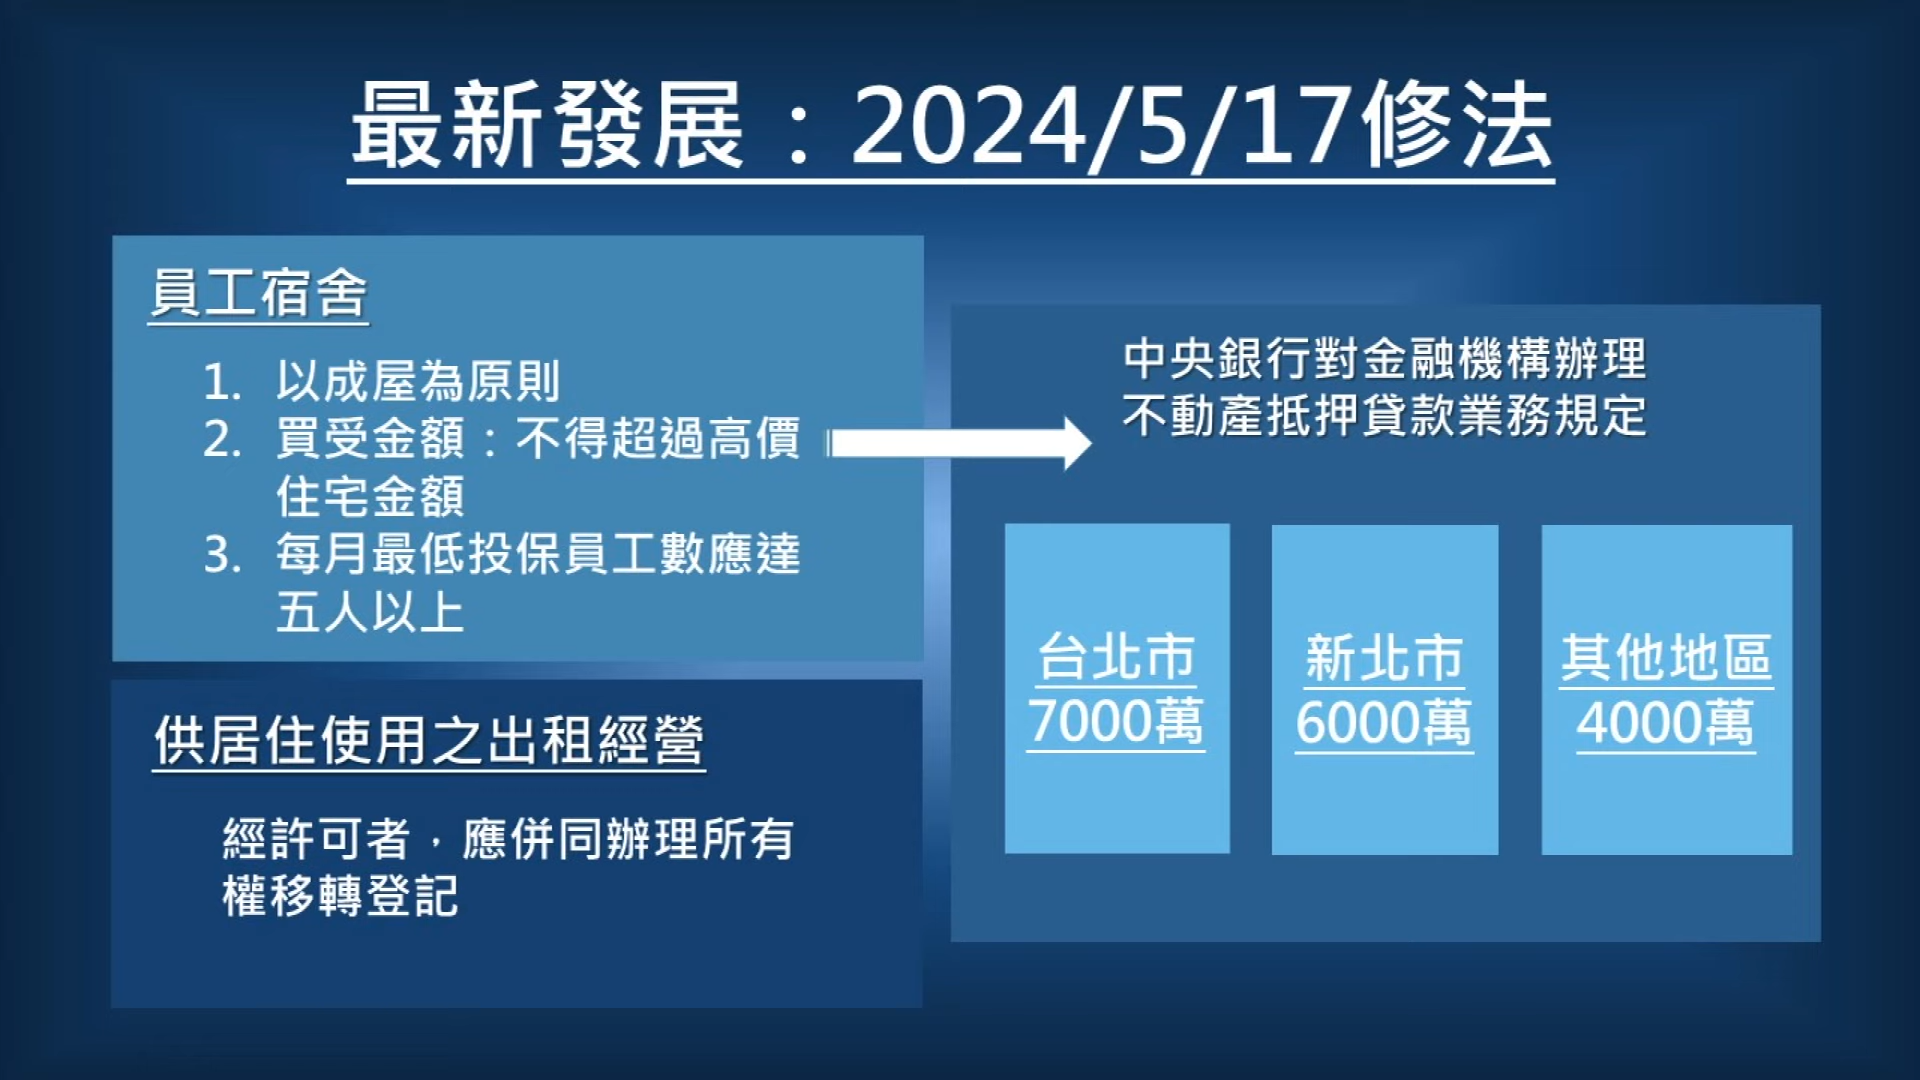 最新發展：2024/5/17修法
員工宿舍
1. 以成屋為原則
2. 買受金額：不得超過高價
住宅金額
3. 每月最低投保員工數應達
五人以上
供居住使用之出租經營
經許可者，應併同辦理所有
權移轉登記
中央銀行對金融機構辦理
不動產抵押貸款業務規定
台北市
7000萬
新北市
6000萬
其他地區
4000萬